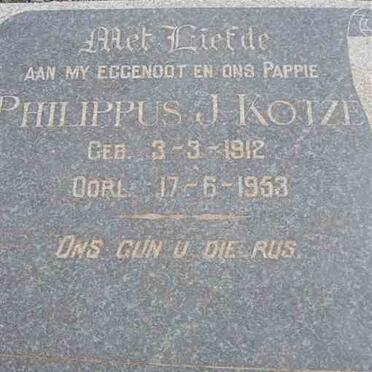 Met Liefde
AAN MY EGGENOOT EN ONS PAPPIE
PHILIPPUS J. KOTZE
GEB. 3-3-1912
OORL. 17-6-1953
ONS GUN U DIE RUS.